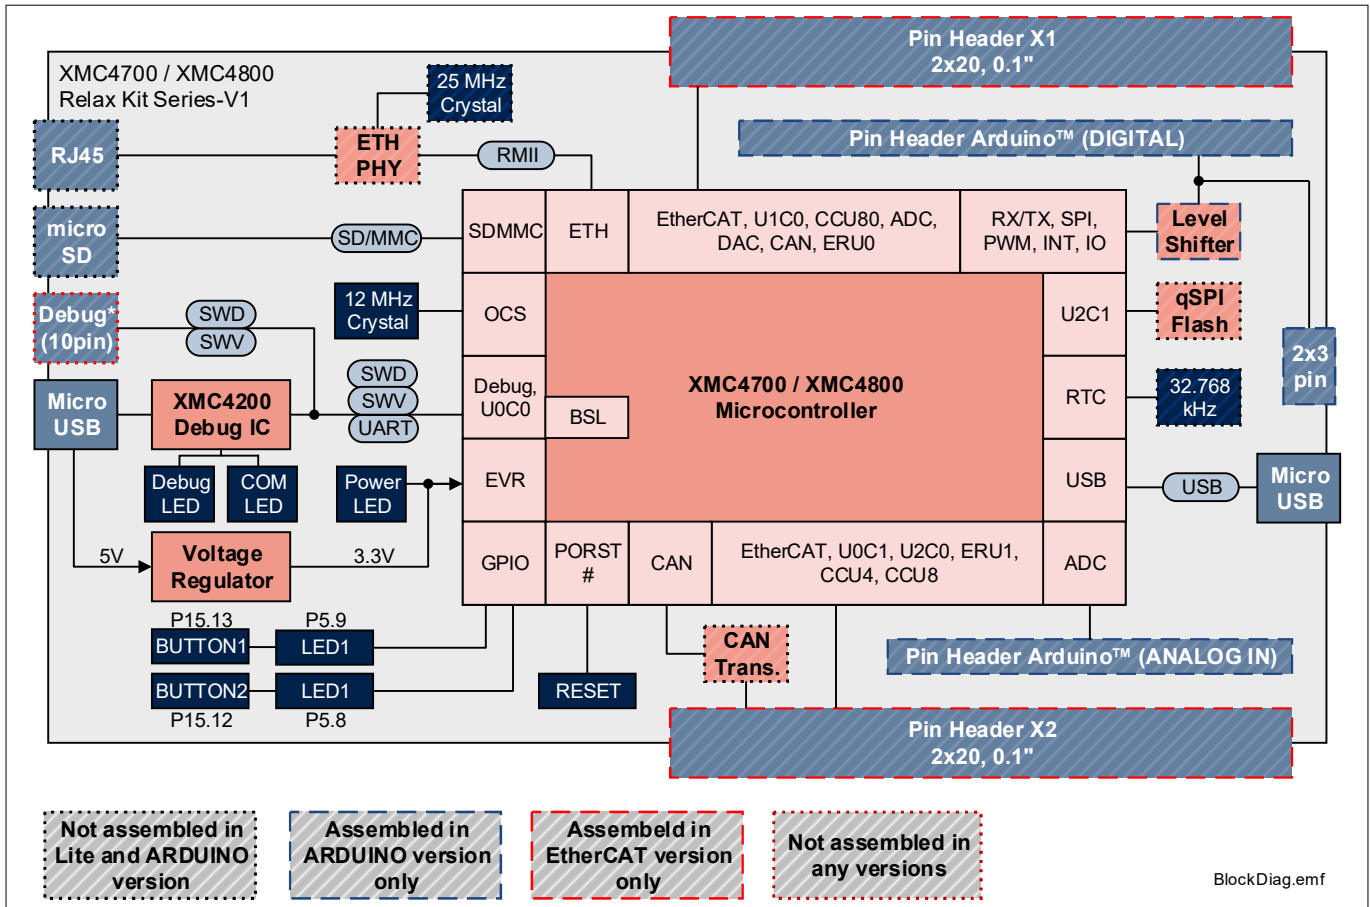 Pin Header X1
2x20, 0.1"
XMC4700 / XMC4800
Relax Kit Series-V1
25 MHz
Crystal
Pin Header Arduino™ (DIGITAL)
RJ45
ETH
PHY
RMII
micro
SD
SD/MMC
SDMMC
ETH
EtherCAT, U1C0, CCU80, ADC,
DAC, CAN, ERU0
RX/TX, SPI,
PWM, INT, IO
Level
Shifter
Debug*
(10pin)
SWD
SWV
12 MHz
Crystal
OCS
U2C1
qSPI
Flash
2x3
pin
Micro
USB
XMC4200
Debug IC
SWD
SWV
UART
Debug,
U0C0
BSL
XMC4700 / XMC4800
Microcontroller
RTC
32.768
kHz
Debug
LED
COM
LED
Power
LED
EVR
USB
USB
Micro
USB
5V
Voltage
Regulator
3.3V
GPIO
PORST
#
CAN
EtherCAT, U0C1, U2C0, ERU1,
CCU4, CCU8
ADC
P15.13
P5.9
BUTTON1
LED1
CAN
Trans.
Pin Header Arduino™ (ANALOG IN)
BUTTON2
LED1
RESET
P15.12
P5.8
Pin Header X2
2x20, 0.1"
Not assembled in
Lite and ARDUINO
version
Assembled in
ARDUINO version
only
Assembeld in
EtherCAT version
only
Not assembled in
any versions
BlockDiag.emf